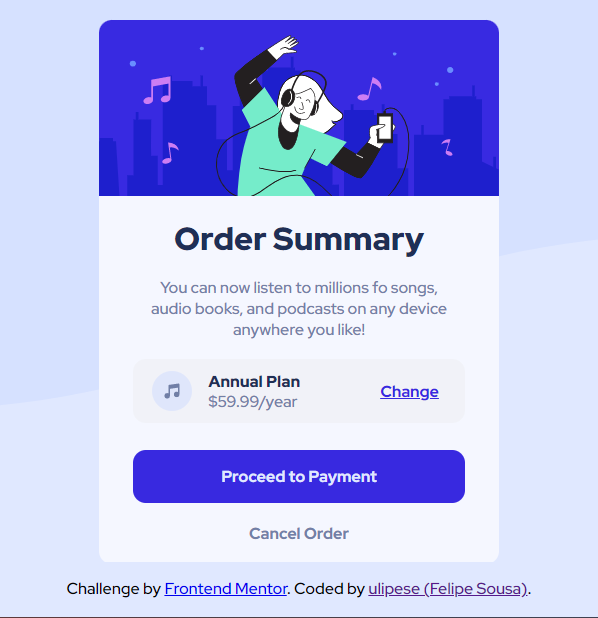 Order Summary
You can now listen to millions fo songs,
audio books, and podcasts on any device
anywhere you like!
Annual Plan
$59.99/year
Change
Proceed to Payment
Cancel Order
Challenge by Frontend Mentor. Coded by ulipese (Felipe Sousa).